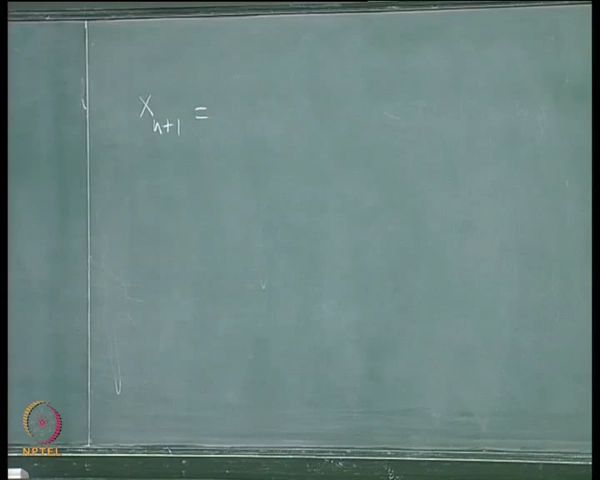 x_{n+1} =
NPTEL